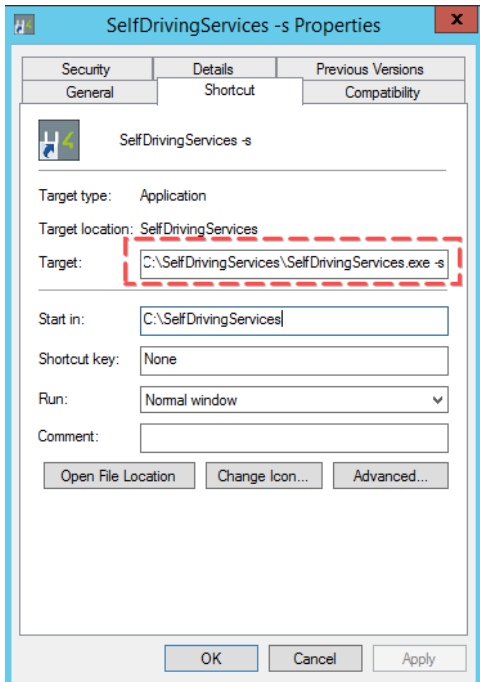 SelfDrivingServices -s Properties
x
Security Details Previous Versions
General Shortcut Compatibility
H4
SelfDrivingServices -s
Target type: Application
Target location: SelfDrivingServices
Target: C:\SelfDrivingServices\SelfDrivingServices.exe -s
Start in: C:\SelfDrivingServices
Shortcut key: None
Run: Normal window
Comment:
Open File Location Change Icon... Advanced...
OK Cancel Apply